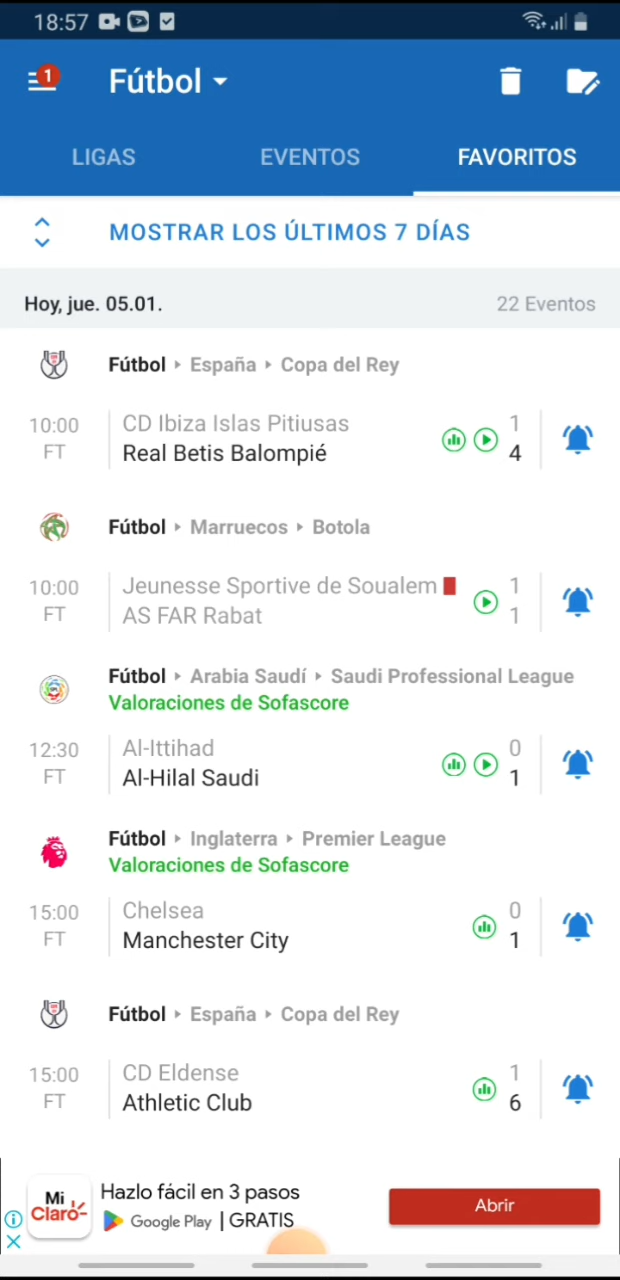 18:57
1
Fútbol
LIGAS EVENTOS FAVORITOS
MOSTRAR LOS ÚLTIMOS 7 DÍAS
Hoy, jue. 05.01. 22 Eventos
Fútbol España Copa del Rey
10:00 CD Ibiza Islas Pitiusas 1
FT Real Betis Balompié 4
Fútbol Marruecos Botola
10:00 Jeunesse Sportive de Soualem 1
FT AS FAR Rabat 1
Fútbol Arabia Saudí Saudi Professional League
Valoraciones de Sofascore
12:30 Al-Ittihad 0
FT Al-Hilal Saudi 1
Fútbol Inglaterra Premier League
Valoraciones de Sofascore
15:00 Chelsea 0
FT Manchester City 1
Fútbol España Copa del Rey
15:00 CD Eldense 1
FT Athletic Club 6
Mi Claro
Hazlo fácil en 3 pasos
Google Play | GRATIS
Abrir